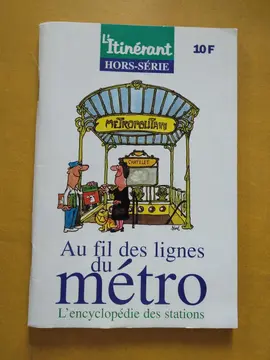 L'Itinérant
HORS-SÉRIE
10 F
METROPOLITAIN
CHATELET
Au fil des lignes
du
métro
L'encyclopédie des stations